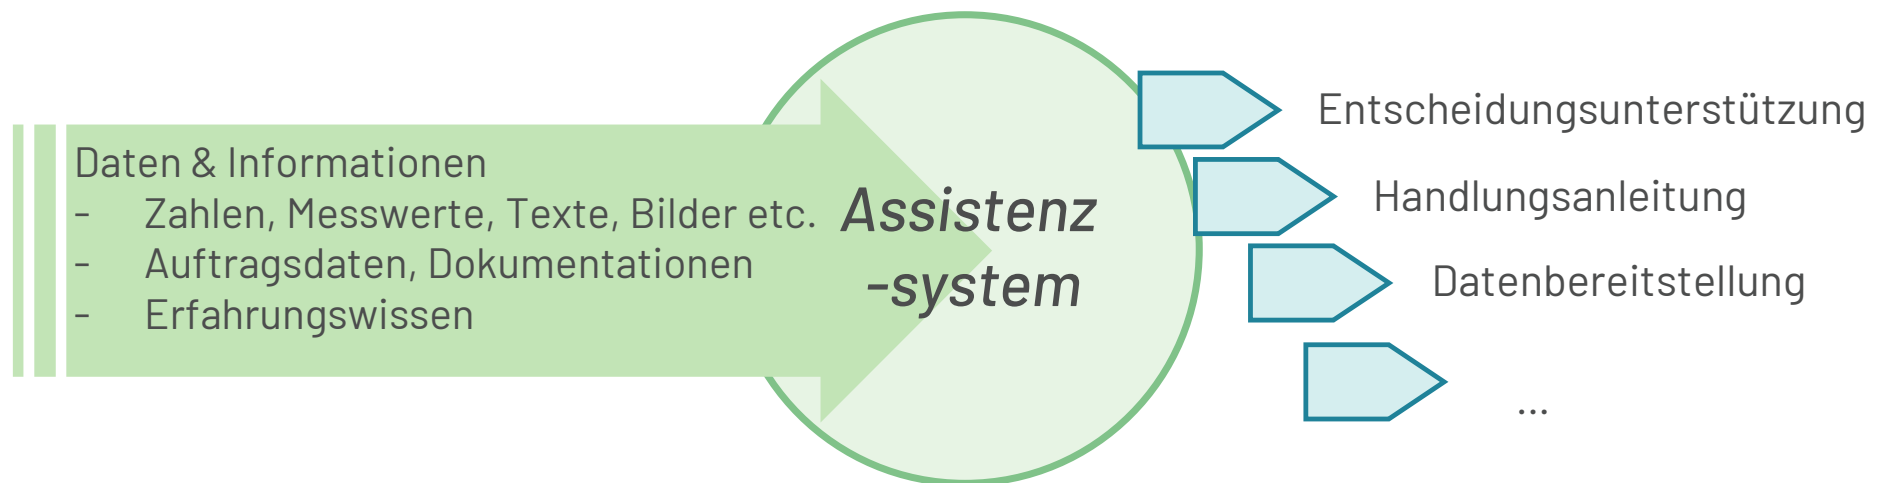 Daten & Informationen
- Zahlen, Messwerte, Texte, Bilder etc.
- Auftragsdaten, Dokumentationen
- Erfahrungswissen
Assistenz
-system
Entscheidungsunterstützung
Handlungsanleitung
Datenbereitstellung
...